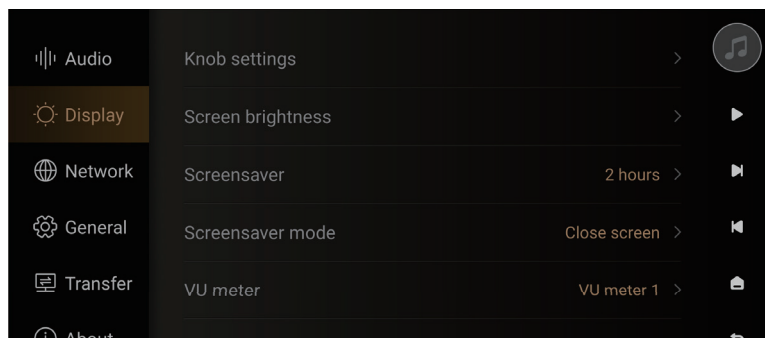 Audio
Display
Network
General
Transfer
About
Knob settings
Screen brightness
Screensaver 2 hours
Screensaver mode Close screen
VU meter VU meter 1